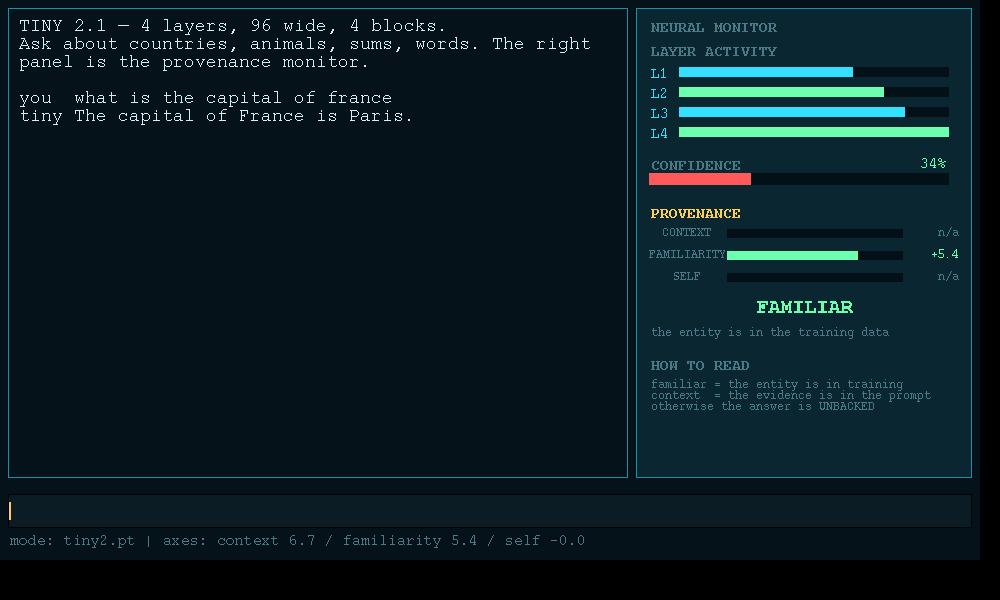 TINY 2.1 — 4 layers, 96 wide, 4 blocks.
Ask about countries, animals, sums, words. The right
panel is the provenance monitor.
you  what is the capital of france
tiny The capital of France is Paris.
NEURAL MONITOR
LAYER ACTIVITY
L1
L2
L3
L4
CONFIDENCE 34%
PROVENANCE
CONTEXT n/a
FAMILIARITY +5.4
SELF n/a
FAMILIAR
the entity is in the training data
HOW TO READ
familiar = the entity is in training
context  = the evidence is in the prompt
otherwise the answer is UNBACKED
mode: tiny2.pt | axes: context 6.7 / familiarity 5.4 / self -0.0